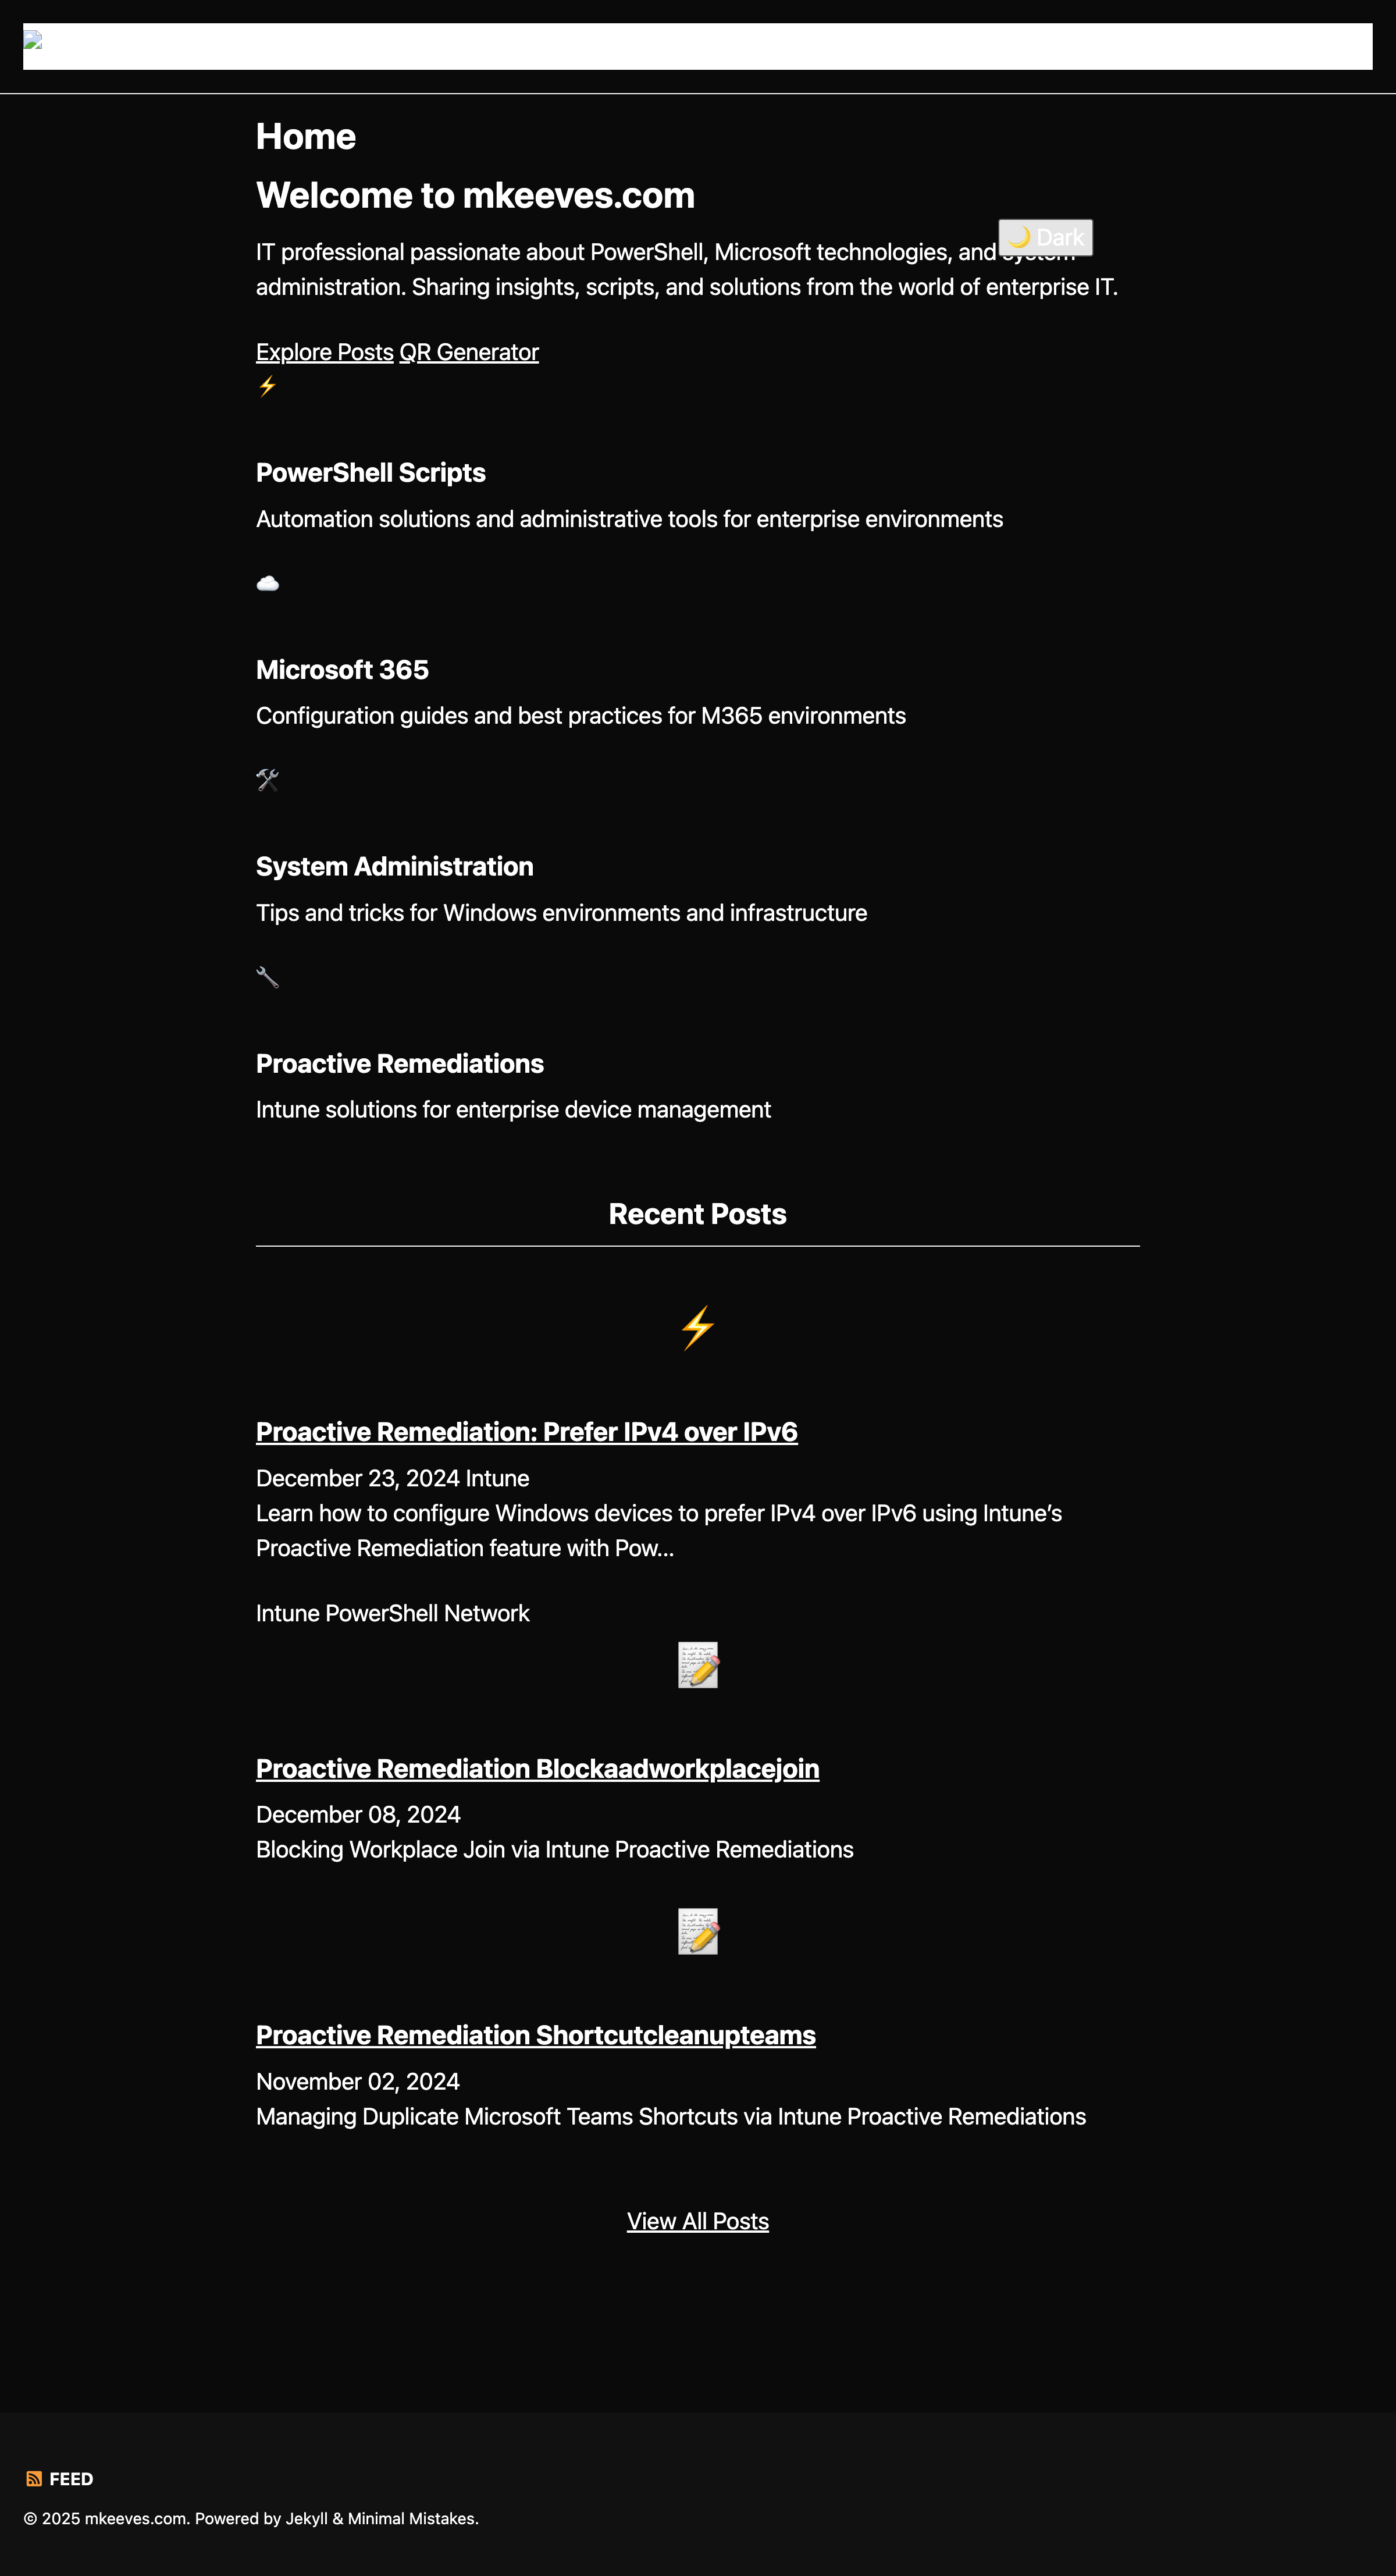 Home
Welcome to mkeeves.com
🌙 Dark
IT professional passionate about PowerShell, Microsoft technologies, and system
administration. Sharing insights, scripts, and solutions from the world of enterprise IT.
Explore Posts QR Generator
⚡
PowerShell Scripts
Automation solutions and administrative tools for enterprise environments
☁️
Microsoft 365
Configuration guides and best practices for M365 environments
🛠️
System Administration
Tips and tricks for Windows environments and infrastructure
🔧
Proactive Remediations
Intune solutions for enterprise device management
Recent Posts
⚡
Proactive Remediation: Prefer IPv4 over IPv6
December 23, 2024 Intune
Learn how to configure Windows devices to prefer IPv4 over IPv6 using Intune’s
Proactive Remediation feature with Pow...
Intune PowerShell Network
📝
Proactive Remediation Blockaadworkplacejoin
December 08, 2024
Blocking Workplace Join via Intune Proactive Remediations
📝
Proactive Remediation Shortcutcleanupteams
November 02, 2024
Managing Duplicate Microsoft Teams Shortcuts via Intune Proactive Remediations
View All Posts
FEED
© 2025 mkeeves.com. Powered by Jekyll & Minimal Mistakes.